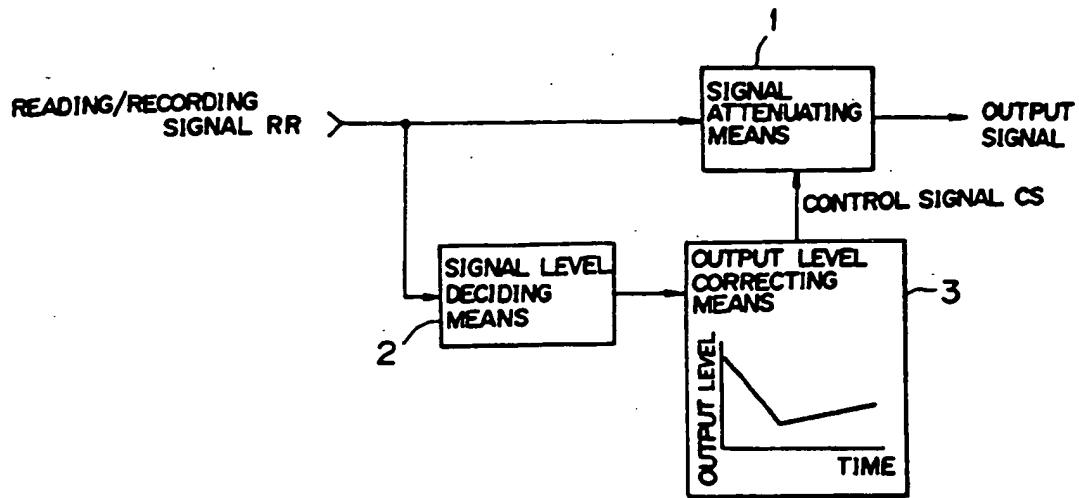 1
READING/RECORDING
SIGNAL RR
SIGNAL
ATTENUATING
MEANS
OUTPUT
SIGNAL
CONTROL SIGNAL CS
SIGNAL LEVEL
DECIDING
MEANS
2
OUTPUT LEVEL
CORRECTING
MEANS
3
OUTPUT LEVEL
TIME